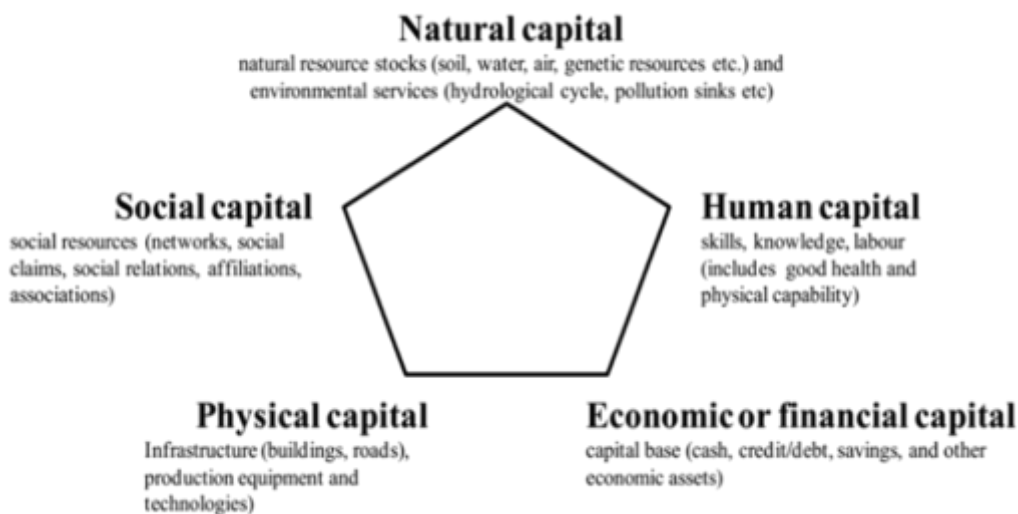 Natural capital
natural resource stocks (soil, water, air, genetic resources etc.) and
environmental services (hydrological cycle, pollution sinks etc)
Social capital
social resources (networks, social
claims, social relations, affiliations,
associations)
Human capital
skills, knowledge, labour
(includes good health and
physical capability)
Physical capital
Infrastructure (buildings, roads),
production equipment and
technologies)
Economic or financial capital
capital base (cash, credit/debt, savings, and other
economic assets)